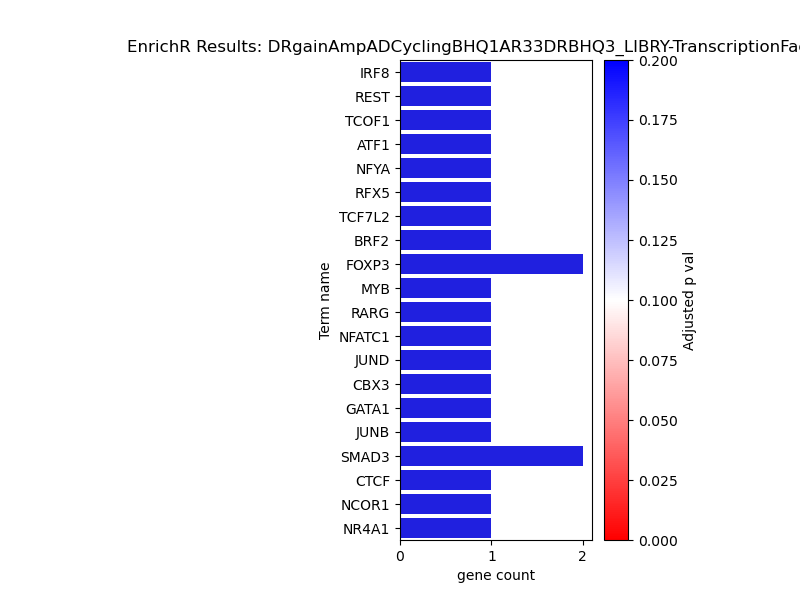 EnrichR Results: DRgainAmpADCyclingBHQ1AR33DRBHQ3_LIBRY-TranscriptionFa
IRF8
REST
TCOF1
ATF1
NFYA
RFX5
TCF7L2
BRF2
FOXP3
MYB
RARG
NFATC1
JUND
CBX3
GATA1
JUNB
SMAD3
CTCF
NCOR1
NR4A1
Term name
0 1 2
gene count
0.200
0.175
0.150
0.125
0.100
0.075
0.050
0.025
0.000
Adjusted p val